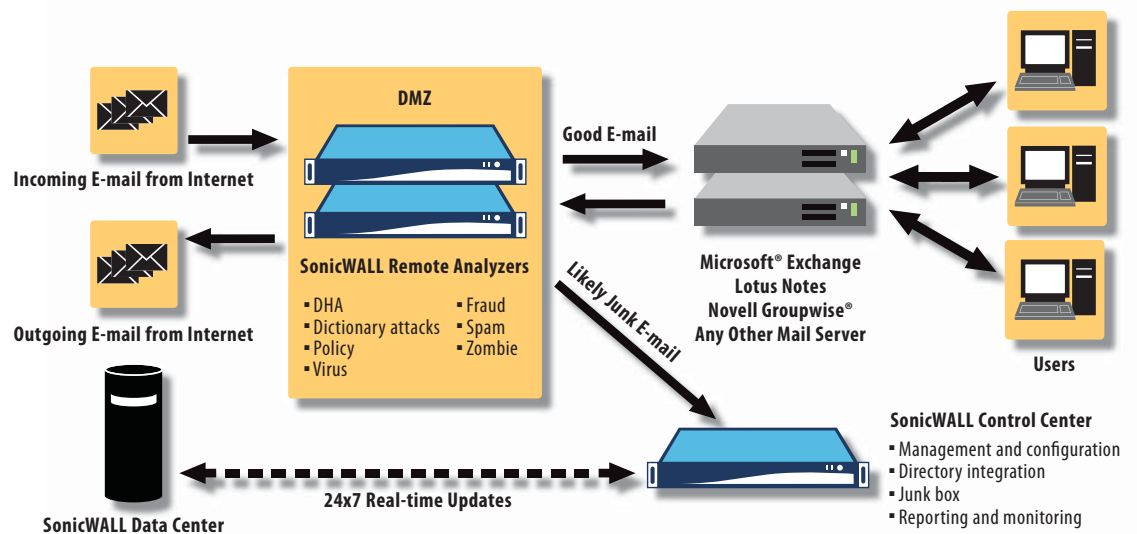 Incoming E-mail from Internet
Outgoing E-mail from Internet
DMZ
SonicWALL Remote Analyzers
▪ DHA
▪ Dictionary attacks
▪ Policy
▪ Virus
▪ Fraud
▪ Spam
▪ Zombie
Good E-mail
Likely Junk E-mail
Microsoft® Exchange
Lotus Notes
Novell Groupwise®
Any Other Mail Server
Users
SonicWALL Data Center
24x7 Real-time Updates
SonicWALL Control Center
▪ Management and configuration
▪ Directory integration
▪ Junk box
▪ Reporting and monitoring